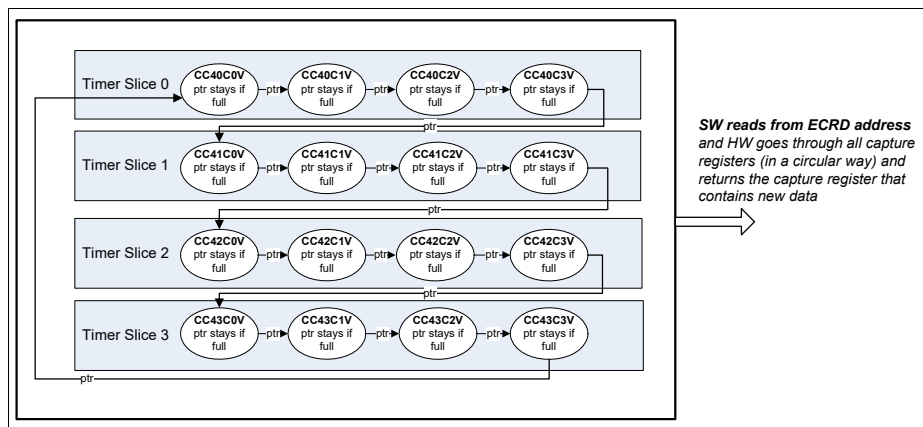 Timer Slice 0
CC40C0V
ptr stays if
full
ptr
CC40C1V
ptr stays if
full
ptr
CC40C2V
ptr stays if
full
ptr
CC40C3V
ptr stays if
full
ptr
Timer Slice 1
CC41C0V
ptr stays if
full
ptr
CC41C1V
ptr stays if
full
ptr
CC41C2V
ptr stays if
full
ptr
CC41C3V
ptr stays if
full
ptr
Timer Slice 2
CC42C0V
ptr stays if
full
ptr
CC42C1V
ptr stays if
full
ptr
CC42C2V
ptr stays if
full
ptr
CC42C3V
ptr stays if
full
ptr
Timer Slice 3
CC43C0V
ptr stays if
full
ptr
CC43C1V
ptr stays if
full
ptr
CC43C2V
ptr stays if
full
ptr
CC43C3V
ptr stays if
full
ptr
SW reads from ECRD address
and HW goes through all capture
registers (in a circular way) and
returns the capture register that
contains new data